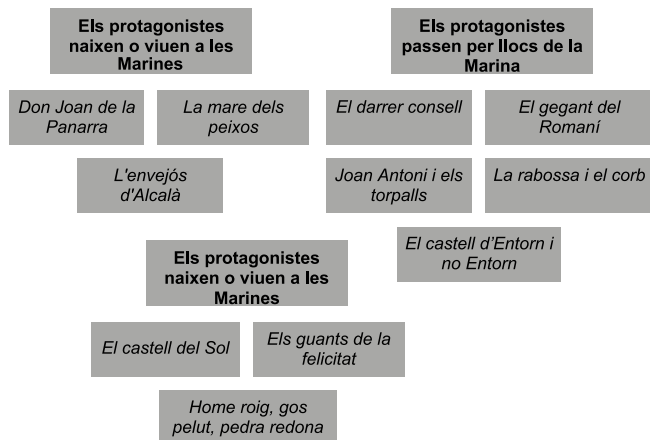 Els protagonistes
naixen o viuen a les
Marines
Don Joan de la
Panarra
La mare dels
peixos
L'envejós
d'Alcalà
Els protagonistes
passen per llocs de la
Marina
El darrer consell
El gegant del
Romaní
Joan Antoni i els
torpalls
La rabossa i el corb
El castell d’Entorn i
no Entorn
Els protagonistes
naixen o viuen a les
Marines
El castell del Sol
Els guants de la
felicitat
Home roig, gos
pelut, pedra redona